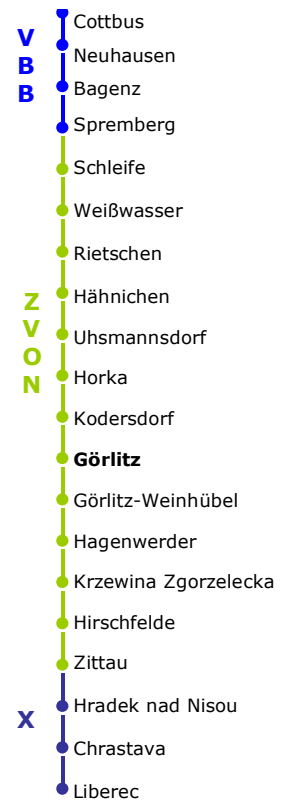 Cottbus
V
Neuhausen
B
Bagenz
B
Spremberg
Schleife
Weißwasser
Rietschen
Hähnichen
Z
V
Uhsmannsdorf
O
Horka
N
Kodersdorf
Görlitz
Görlitz-Weinhübel
Hagenwerder
Krzewina Zgorzelecka
Hirschfelde
Zittau
Hradek nad Nisou
X
Chrastava
Liberec